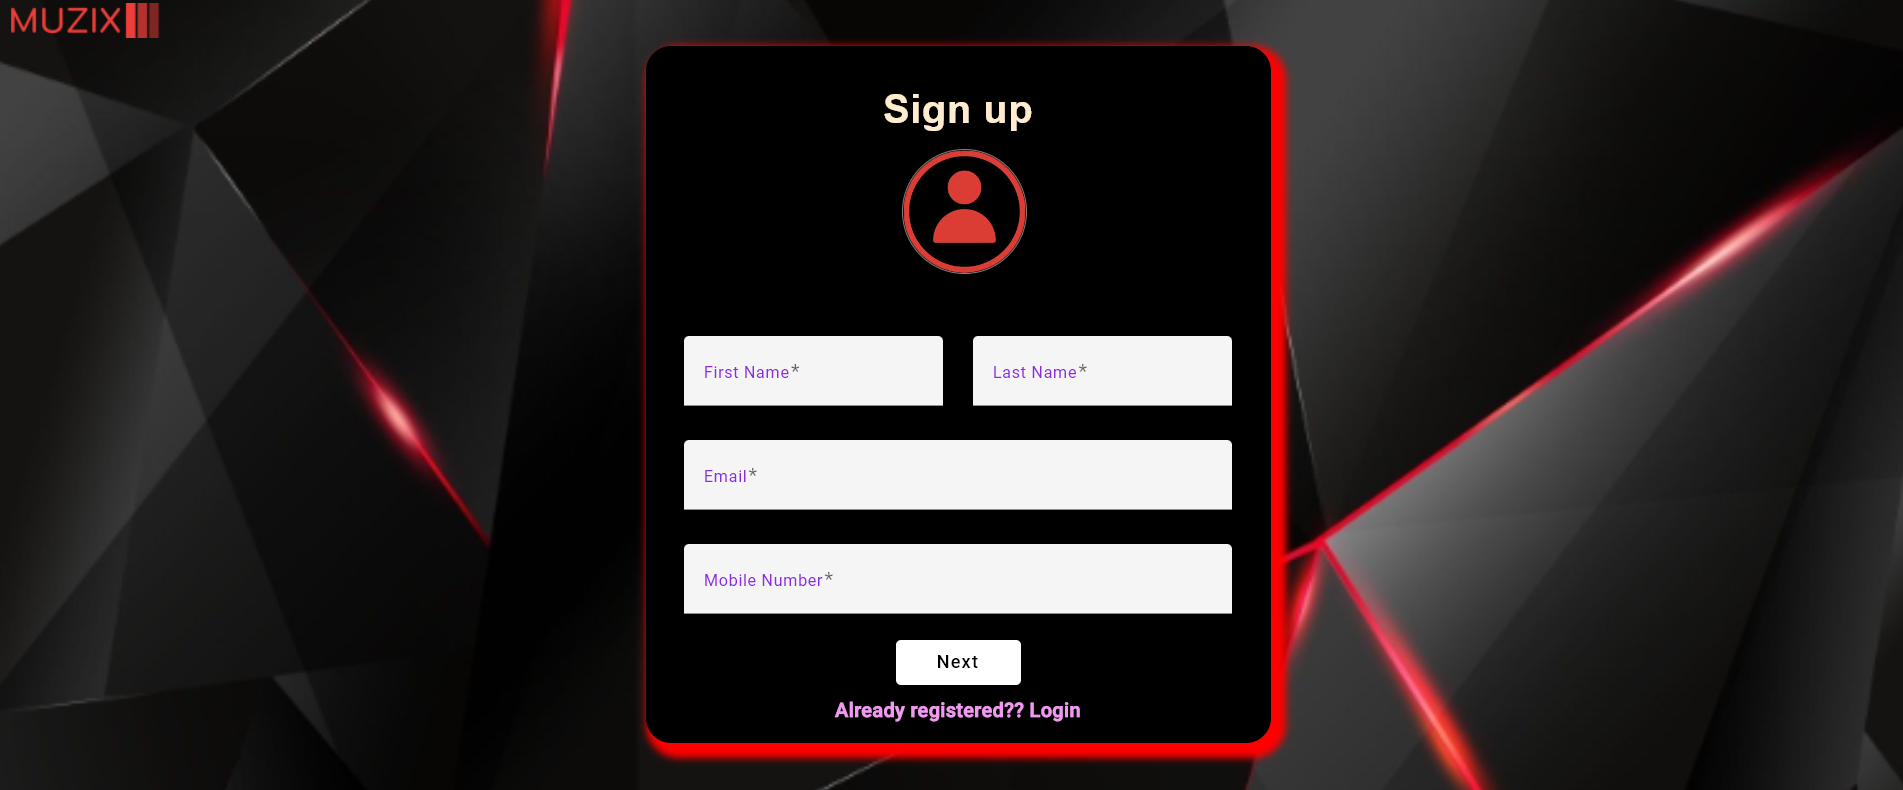 MUZIX
Sign up
First Name*
Last Name*
Email*
Mobile Number*
Next
Already registered?? Login